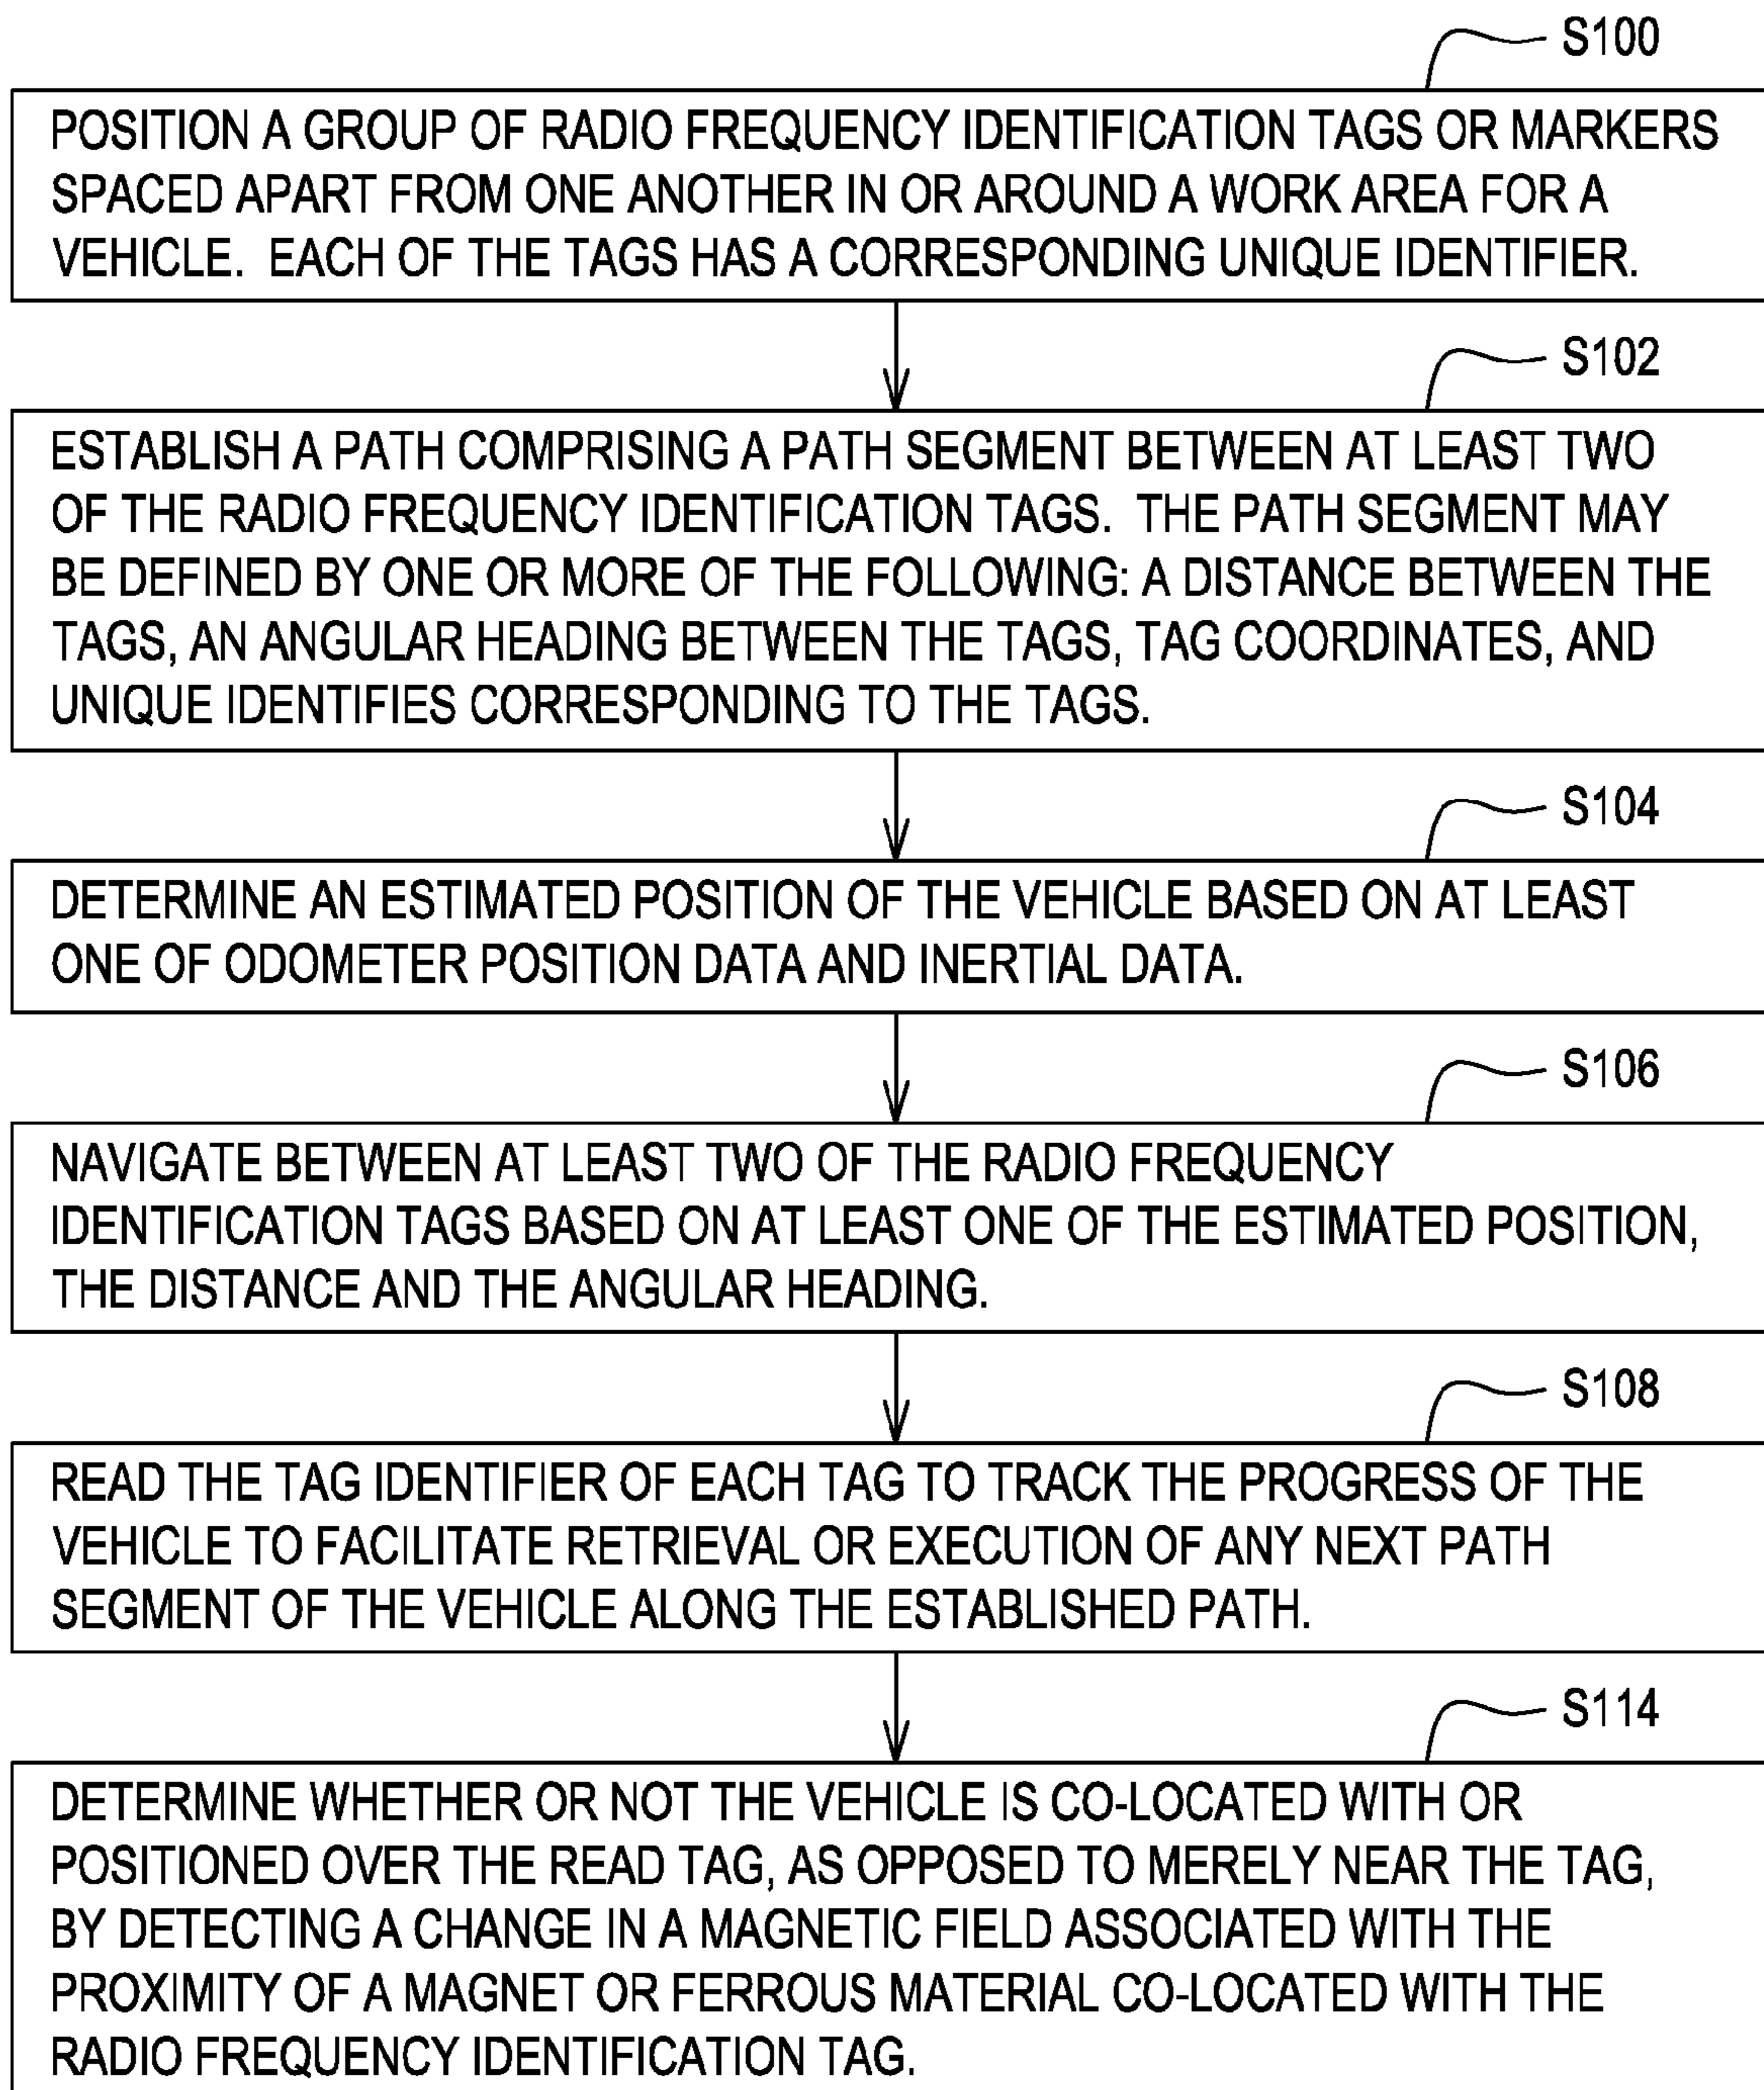 S100
POSITION A GROUP OF RADIO FREQUENCY IDENTIFICATION TAGS OR MARKERS
SPACED APART FROM ONE ANOTHER IN OR AROUND A WORK AREA FOR A
VEHICLE. EACH OF THE TAGS HAS A CORRESPONDING UNIQUE IDENTIFIER.
S102
ESTABLISH A PATH COMPRISING A PATH SEGMENT BETWEEN AT LEAST TWO
OF THE RADIO FREQUENCY IDENTIFICATION TAGS. THE PATH SEGMENT MAY
BE DEFINED BY ONE OR MORE OF THE FOLLOWING: A DISTANCE BETWEEN THE
TAGS, AN ANGULAR HEADING BETWEEN THE TAGS, TAG COORDINATES, AND
UNIQUE IDENTIFIES CORRESPONDING TO THE TAGS.
S104
DETERMINE AN ESTIMATED POSITION OF THE VEHICLE BASED ON AT LEAST
ONE OF ODOMETER POSITION DATA AND INERTIAL DATA.
S106
NAVIGATE BETWEEN AT LEAST TWO OF THE RADIO FREQUENCY
IDENTIFICATION TAGS BASED ON AT LEAST ONE OF THE ESTIMATED POSITION,
THE DISTANCE AND THE ANGULAR HEADING.
S108
READ THE TAG IDENTIFIER OF EACH TAG TO TRACK THE PROGRESS OF THE
VEHICLE TO FACILITATE RETRIEVAL OR EXECUTION OF ANY NEXT PATH
SEGMENT OF THE VEHICLE ALONG THE ESTABLISHED PATH.
S114
DETERMINE WHETHER OR NOT THE VEHICLE IS CO-LOCATED WITH OR
POSITIONED OVER THE READ TAG, AS OPPOSED TO MERELY NEAR THE TAG,
BY DETECTING A CHANGE IN A MAGNETIC FIELD ASSOCIATED WITH THE
PROXIMITY OF A MAGNET OR FERROUS MATERIAL CO-LOCATED WITH THE
RADIO FREQUENCY IDENTIFICATION TAG.